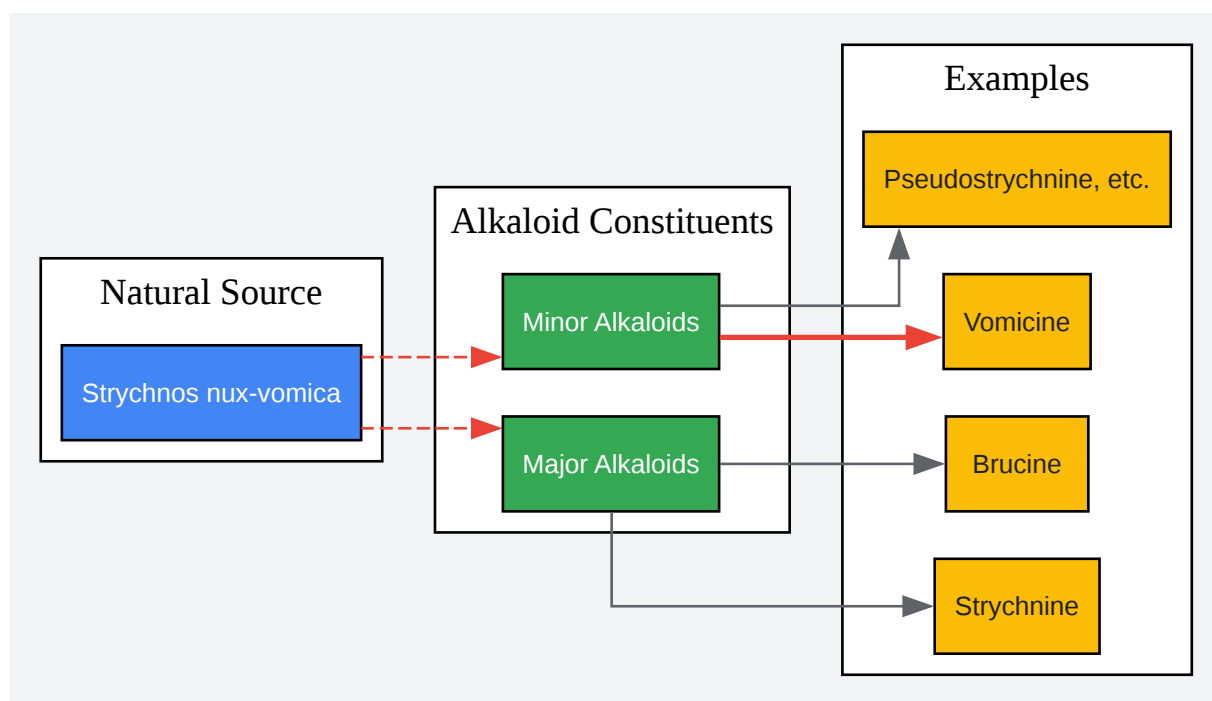 Natural Source
Strychnos nux-vomica
Alkaloid Constituents
Minor Alkaloids
Major Alkaloids
Examples
Pseudostrychnine, etc.
Vomicine
Brucine
Strychnine